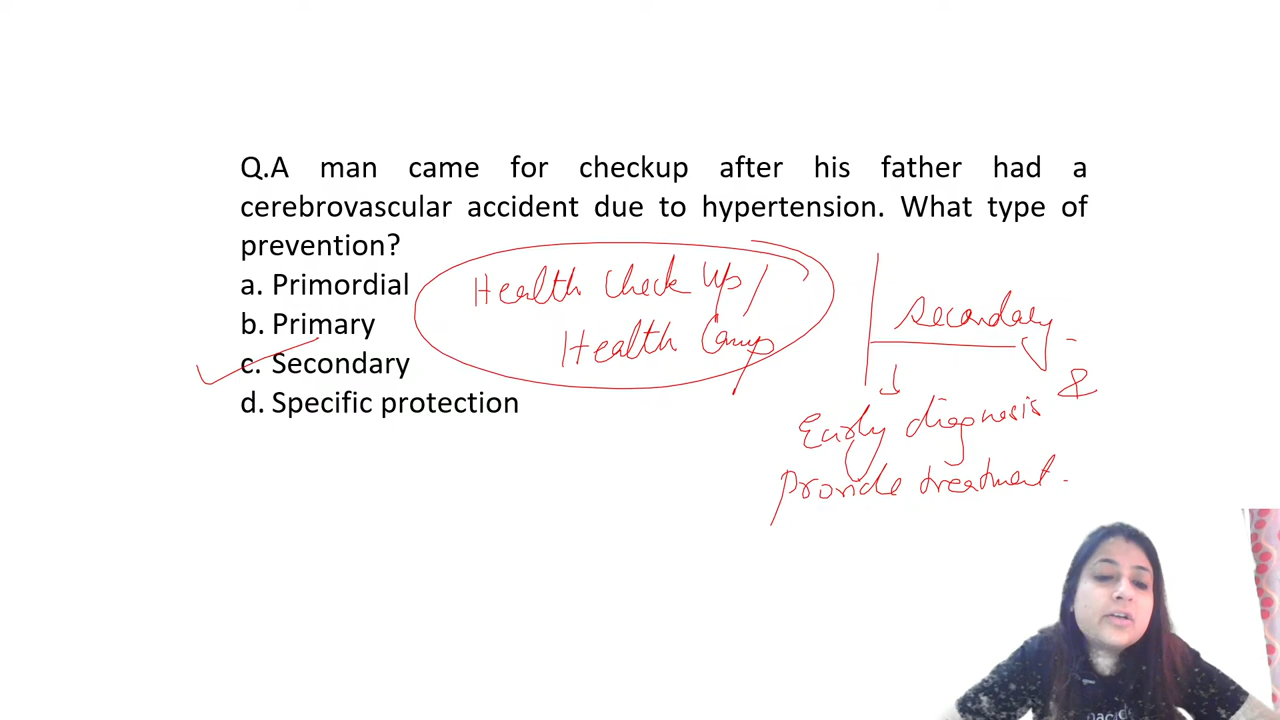 Q.A man came for checkup after his father had a
cerebrovascular accident due to hypertension. What type of
prevention?
a. Primordial
b. Primary
c. Secondary
d. Specific protection
Health Check Up/
Health Camp
Secondary
↓
Early diagnosis &
provide treatment.